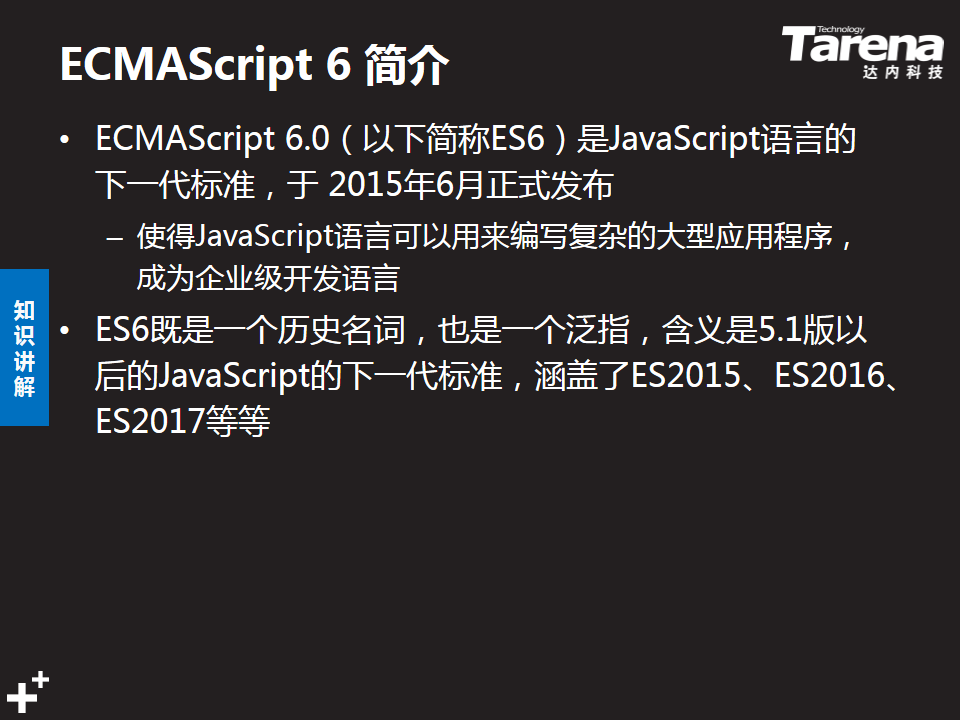 ECMAScript 6 简介
Technology
Tarena
达内科技
• ECMAScript 6.0（以下简称ES6）是JavaScript语言的
下一代标准，于 2015年6月正式发布
– 使得JavaScript语言可以用来编写复杂的大型应用程序，
成为企业级开发语言
知识讲解
• ES6既是一个历史名词，也是一个泛指，含义是5.1版以
后的JavaScript的下一代标准，涵盖了ES2015、ES2016、
ES2017等等